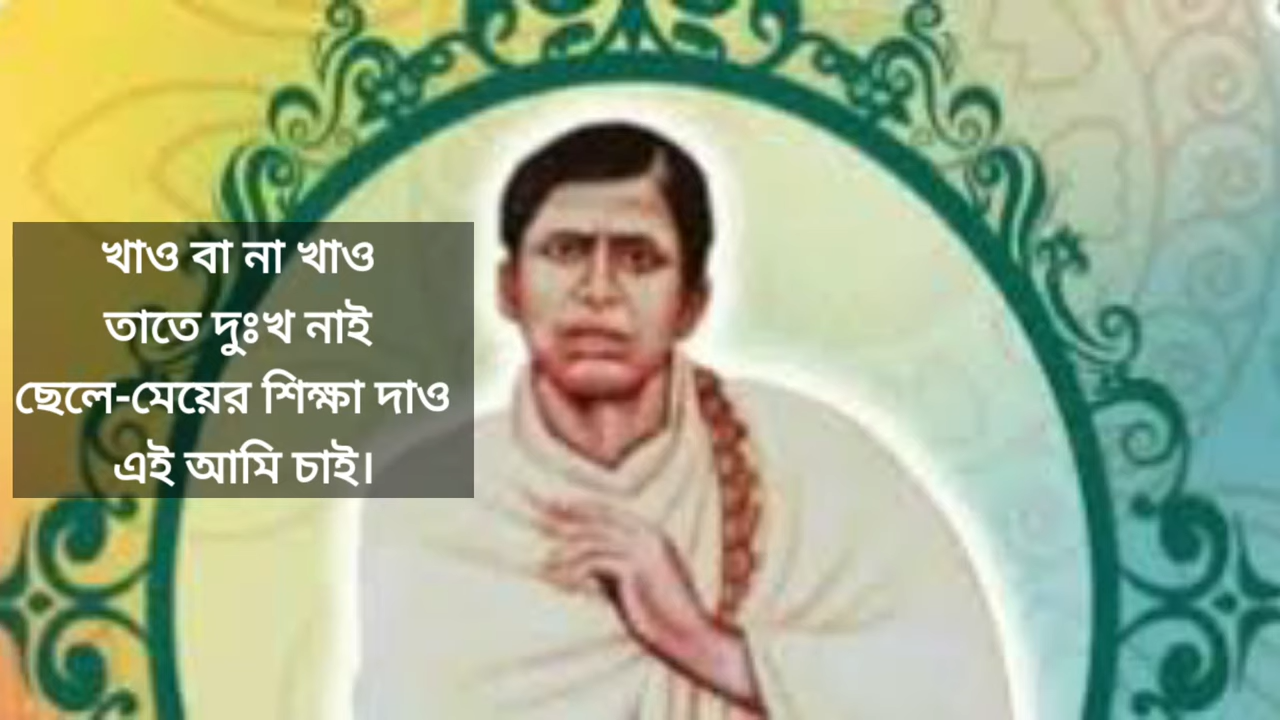 খাও বা না খাও
তাতে দুঃখ নাই
ছেলে-মেয়ের শিক্ষা দাও
এই আমি চাই।